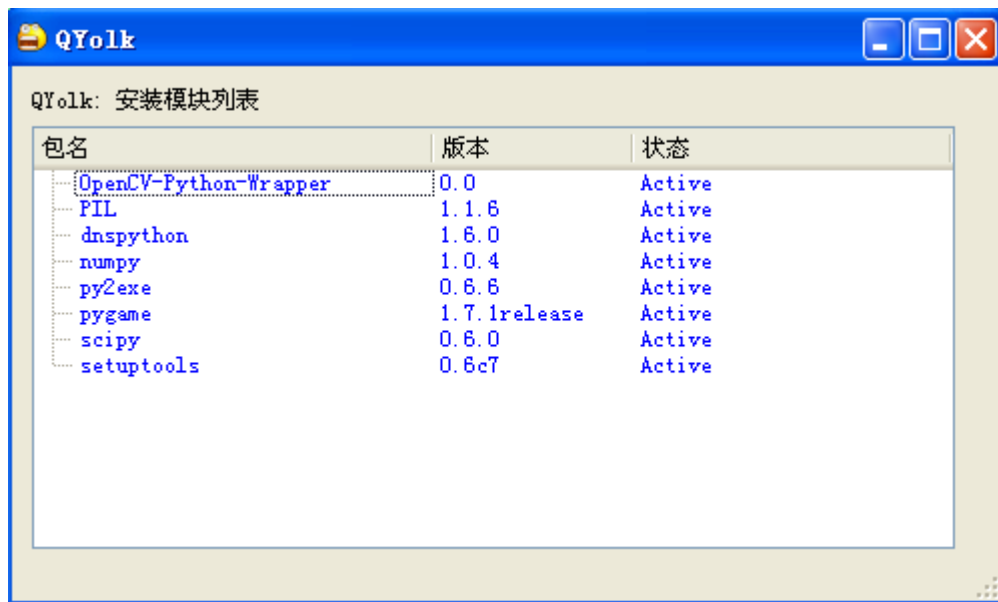 QYolk
QYolk: 安装模块列表
包名 版本 状态
OpenCV-Python-Wrapper 0.0 Active
PIL 1.1.6 Active
dnspython 1.6.0 Active
numpy 1.0.4 Active
py2exe 0.6.6 Active
pygame 1.7.1release Active
scipy 0.6.0 Active
setuptools 0.6c7 Active